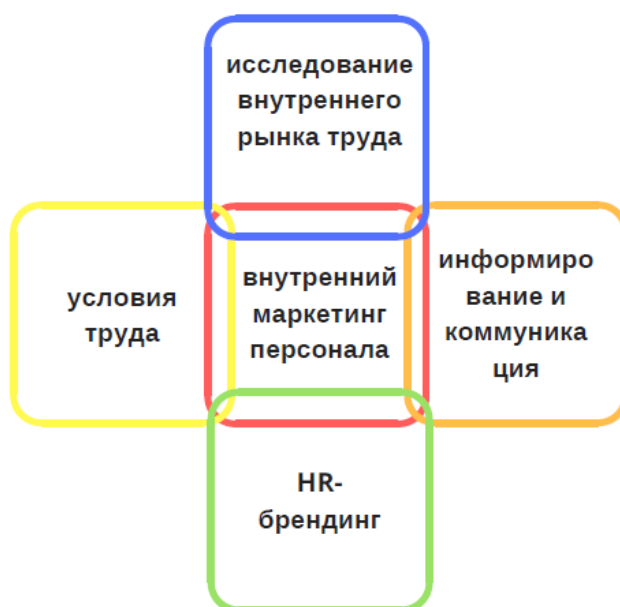 исследование
внутреннего
рынка труда
условия
труда
внутренний
маркетинг
персонала
информиро
вание и
коммуника
ция
HR-
брендинг